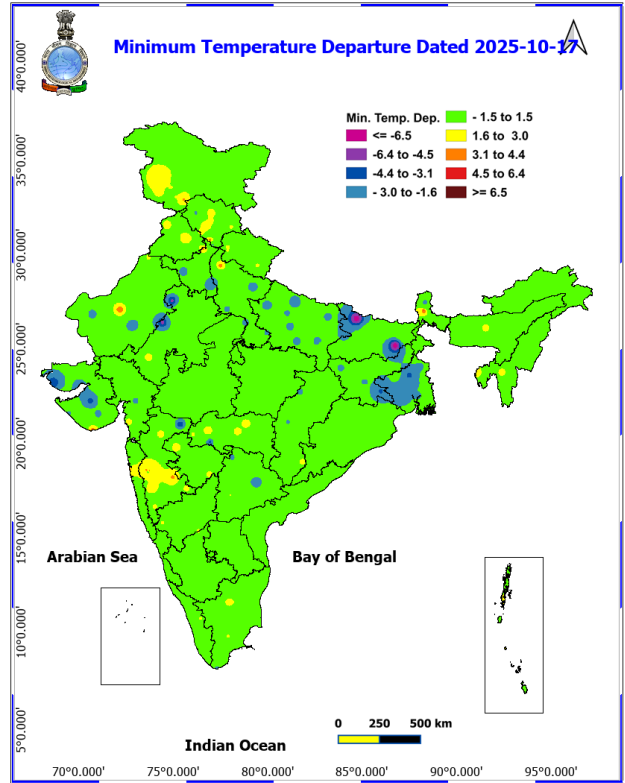 Minimum Temperature Departure Dated 2025-10-17
Min. Temp. Dep.
<= -6.5
-6.4 to -4.5
-4.4 to -3.1
- 3.0 to -1.6
- 1.5 to 1.5
1.6 to 3.0
3.1 to 4.4
4.5 to 6.4
>= 6.5
40°0.000'
35°0.000'
30°0.000'
25°0.000'
20°0.000'
15°0.000'
10°0.000'
5°0.000'
Arabian Sea
Bay of Bengal
Indian Ocean
0 250 500 km
70°0.000' 75°0.000' 80°0.000' 85°0.000' 90°0.000' 95°0.000'